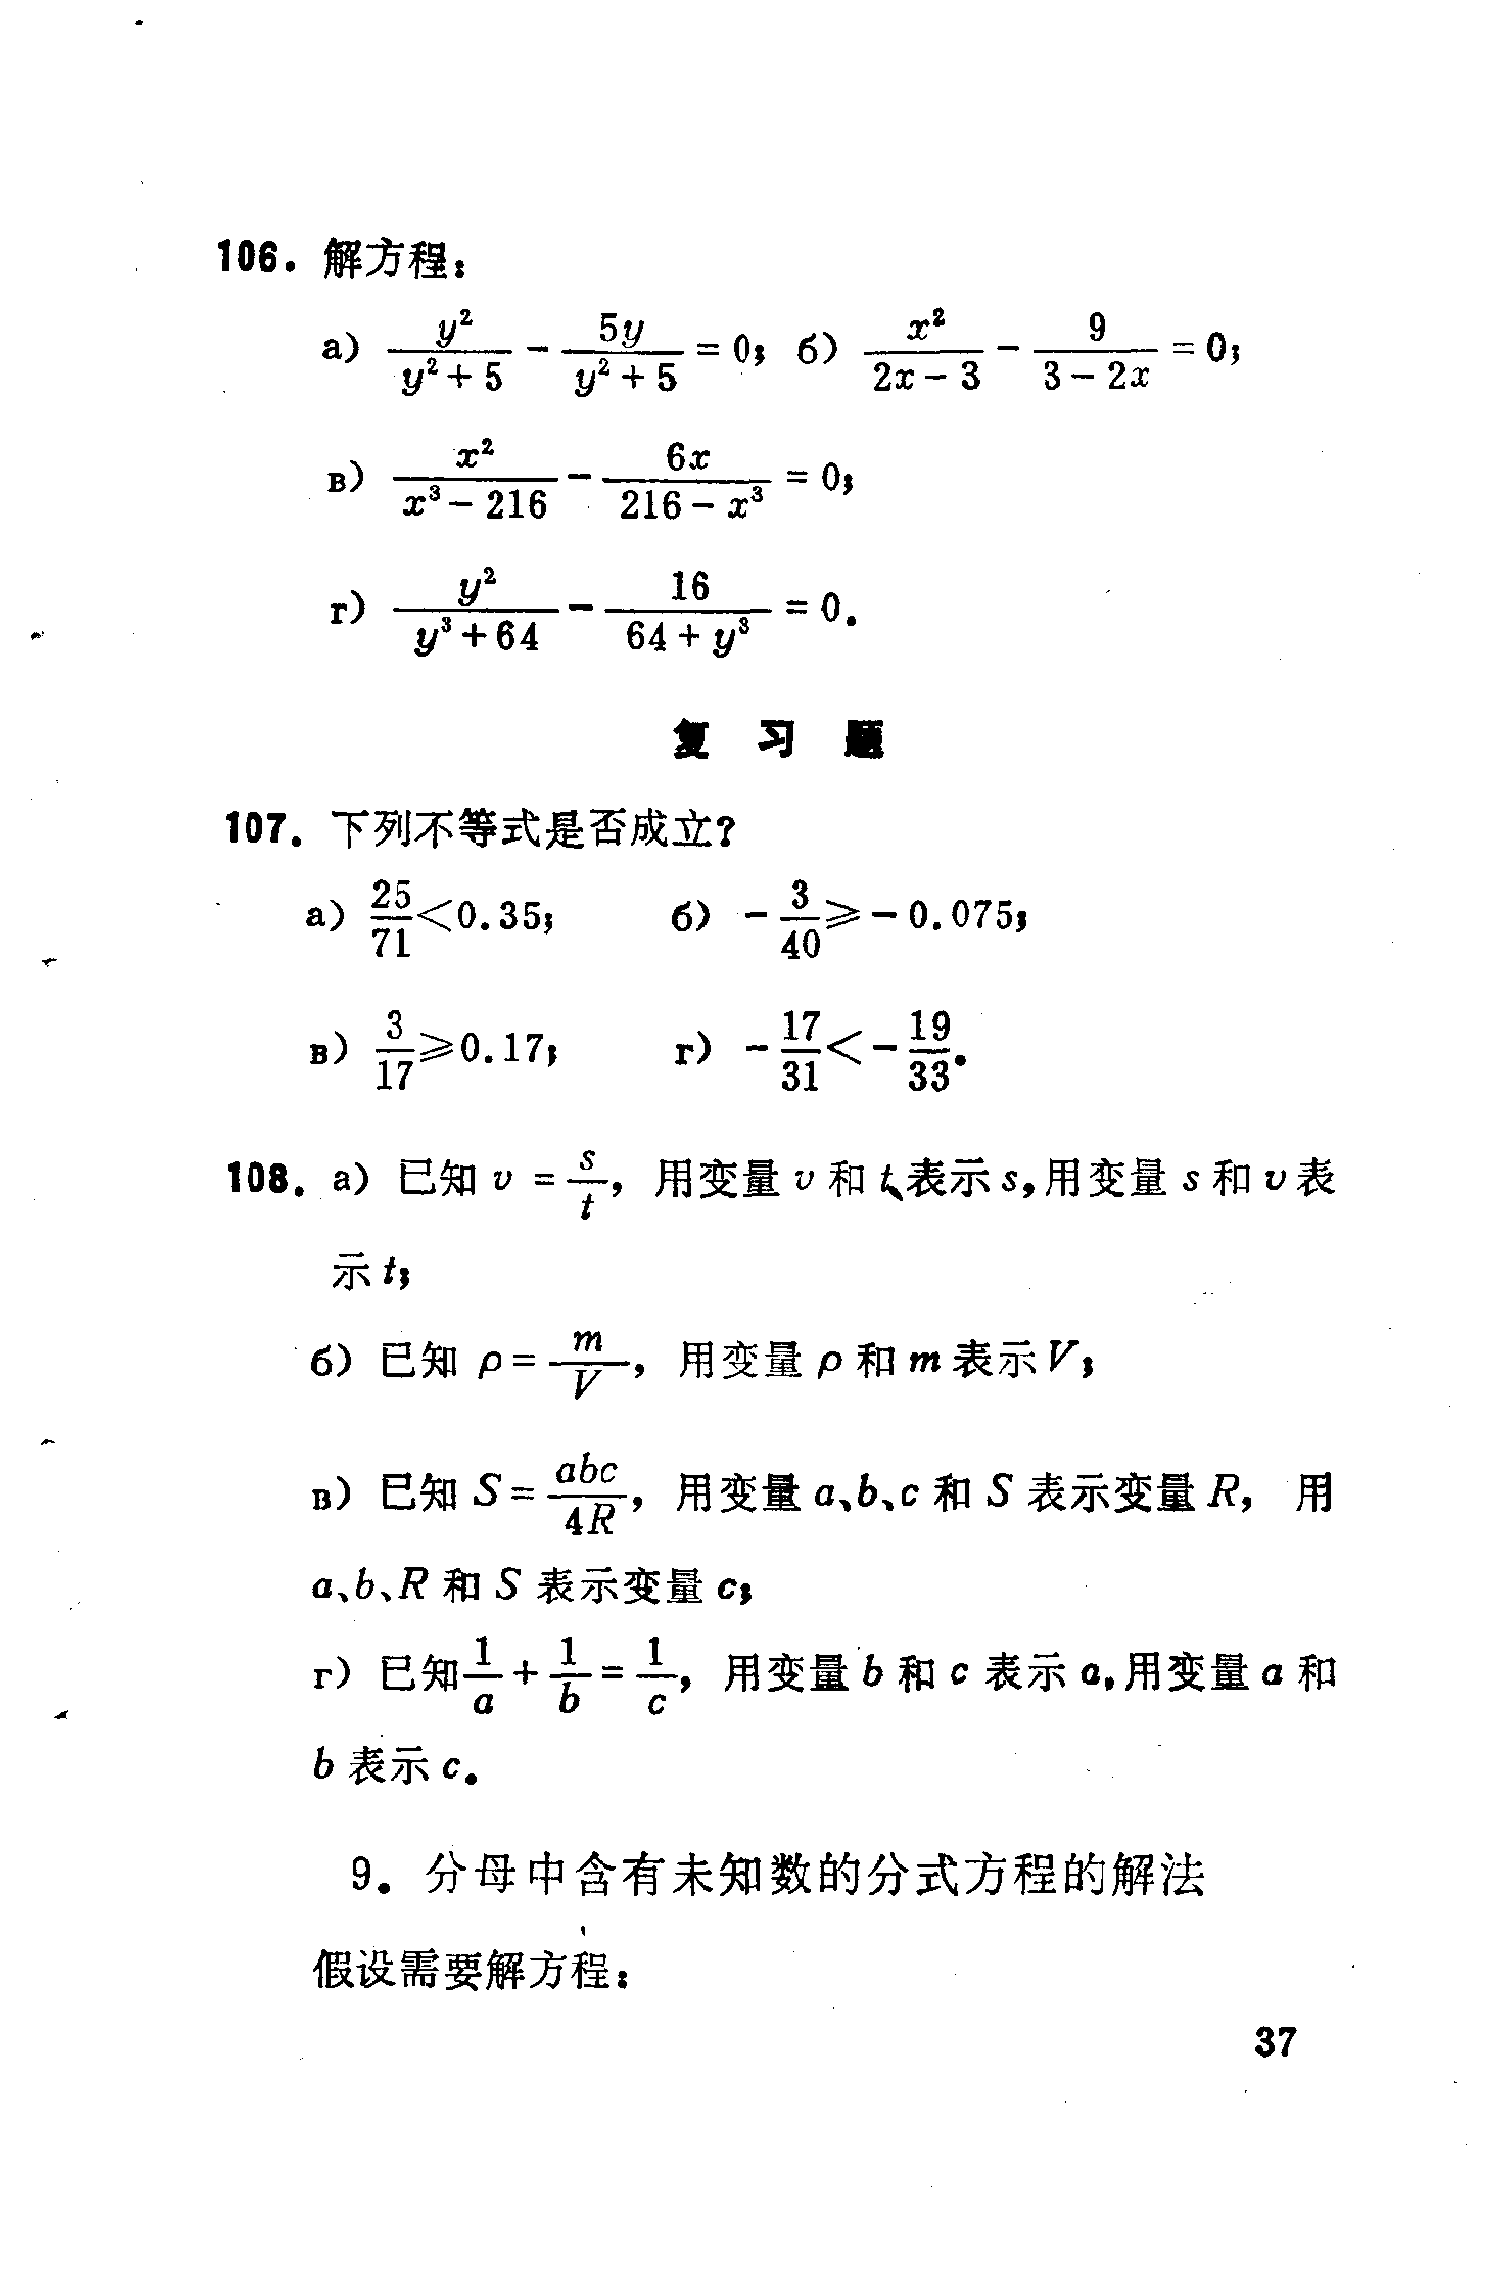 106. 解方程：
а) y²/(y²+5) - 5y/(y²+5) = 0； б) x²/(2x-3) - 9/(3-2x) = 0；
в) x²/(x³-216) - 6x/(216-x³) = 0；
г) y²/(y³+64) - 16/(64+y³) = 0.
复 习 题
107. 下列不等式是否成立？
а) 25/71<0.35； б) -3/40⩾-0.075；
в) 3/17⩾0.17； г) -17/31<-19/33.
108. а) 已知 v = s/t，用变量 v 和 t 表示 s，用变量 s 和 v 表
示 t；
б) 已知 ρ = m/V，用变量 ρ 和 m 表示 V；
в) 已知 S = abc/4R，用变量 a、b、c 和 S 表示变量 R，用
a、b、R 和 S 表示变量 c；
г) 已知 1/a + 1/b = 1/c，用变量 b 和 c 表示 a，用变量 a 和
b 表示 c。
9. 分母中含有未知数的分式方程的解法
假设需要解方程：
37